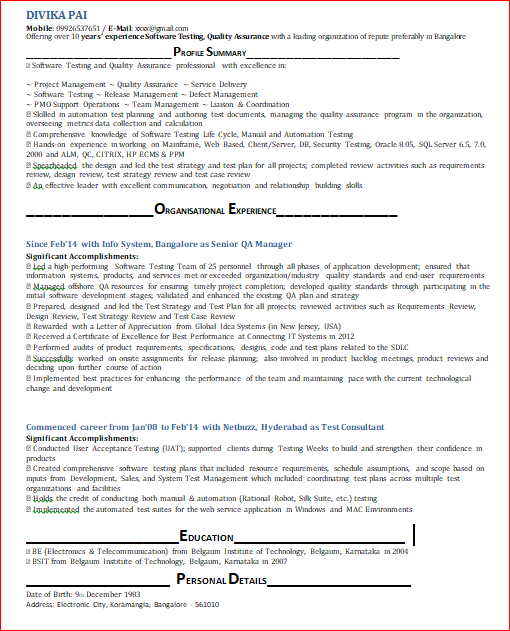 DIVIKA PAI
Mobile: 09926537651 / E-Mail: xxxx@gmail.com
Offering over 10 years' experience Software Testing, Quality Assurance with a leading organization of repute preferably in Bangalore
PROFILE SUMMARY
Software Testing and Quality Assurance professional with excellence in:
~ Project Management ~ Quality Assurance ~ Service Delivery
~ Software Testing ~ Release Management ~ Defect Management
~ PMO Support Operations ~ Team Management ~ Liaison & Coordination
Skilled in automation test planning and authoring test documents, managing the quality assurance program in the organization,
overseeing metrics data collection and calculation
Comprehensive knowledge of Software Testing Life Cycle, Manual and Automation Testing
Hands-on experience in working on Mainframe, Web Based, Client/Server, DB, Security Testing, Oracle 8.05, SQL Server 6.5, 7.0,
2000 and ALM, QC, CITRIX, HP ECMS & PPM
Spearheaded the design and led the test strategy and test plan for all projects; completed review activities such as requirements
review, design review, test strategy review and test case review
An effective leader with excellent communication, negotiation and relationship building skills
ORGANISATIONAL EXPERIENCE
Since Feb'14 with Info System, Bangalore as Senior QA Manager
Significant Accomplishments:
Led a high-performing Software Testing Team of 25 personnel through all phases of application development; ensured that
information systems, products, and services met or exceeded organization/industry quality standards and end-user requirements
Managed offshore QA resources for ensuring timely project completion; developed quality standards through participating in the
initial software development stages; validated and enhanced the existing QA plan and strategy
Prepared, designed and led the Test Strategy and Test Plan for all projects; reviewed activities such as Requirements Review,
Design Review, Test Strategy Review and Test Case Review
Rewarded with a Letter of Appreciation from Global Idea Systems (in New Jersey, USA)
Received a Certificate of Excellence for Best Performance at Connecting IT Systems in 2012
Performed audits of product requirements, specifications, designs, code and test plans related to the SDLC
Successfully worked on onsite assignments for release planning; also involved in product backlog meetings, product reviews and
deciding upon further course of action
Implemented best practices for enhancing the performance of the team and maintaining pace with the current technological
change and development
Commenced career from Jan'08 to Feb'14 with Netbuzz, Hyderabad as Test Consultant
Significant Accomplishments:
Conducted User Acceptance Testing (UAT); supported clients during Testing Weeks to build and strengthen their confidence in
products
Created comprehensive software testing plans that included resource requirements, schedule assumptions, and scope based on
inputs from Development, Sales, and System Test Management which included coordinating test plans across multiple test
organizations and facilities
Holds the credit of conducting both manual & automation (Rational Robot, Silk Suite, etc.) testing
Implemented the automated test suites for the web service application in Windows and MAC Environments
EDUCATION
BE (Electronics & Telecommunication) from Belgaum Institute of Technology, Belgaum, Karnataka in 2004
BSIT from Belgaum Institute of Technology, Belgaum, Karnataka in 2007
PERSONAL DETAILS
Date of Birth: 9th December 1983
Address: Electronic City, Koramangla, Bangalore - 561010